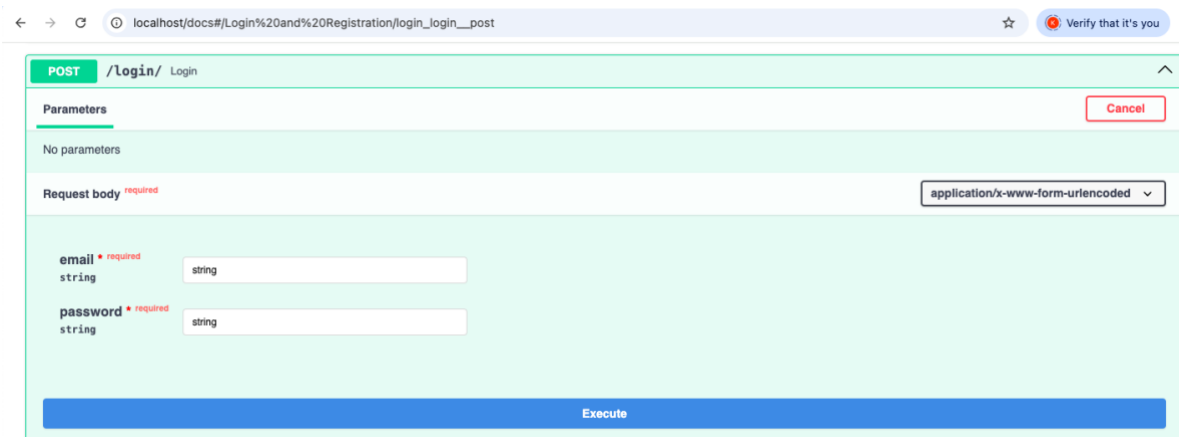 localhost/docs#/Login%20and%20Registration/login_login__post
Verify that it's you
POST /login/ Login
Parameters
Cancel
No parameters
Request body required
application/x-www-form-urlencoded
email * required
string
string
password * required
string
string
Execute